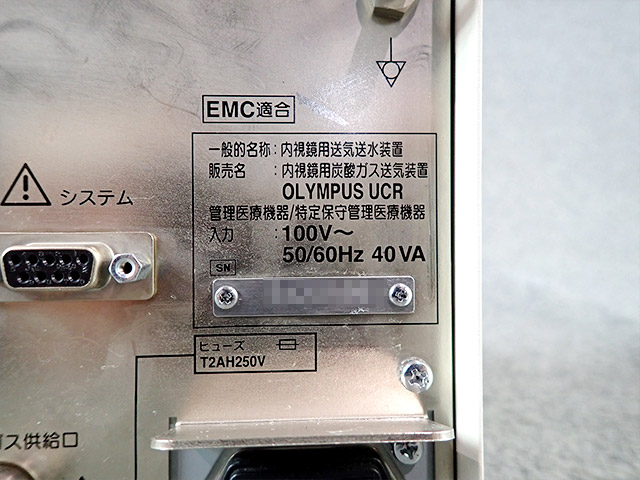 EMC適合
一般的名称：内視鏡用送気送水装置
販売名：内視鏡用炭酸ガス送気装置
OLYMPUS UCR
管理医療機器/特定保守管理医療機器
入力：100V～
50/60Hz 40VA
SN
システム
ヒューズ
T2AH250V
ス供給口